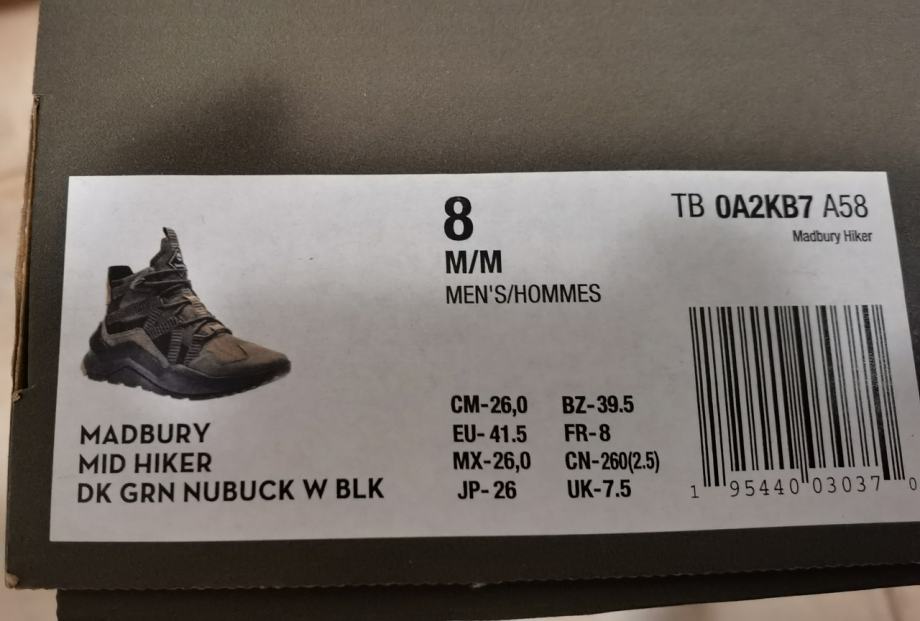 8
M/M
MEN'S/HOMMES
TB 0A2KB7 A58
Madbury Hiker
MADBURY
MID HIKER
DK GRN NUBUCK W BLK
CM-26,0 BZ-39.5
EU-41.5 FR-8
MX-26,0 CN-260(2.5)
JP-26 UK-7.5
1 95440 03037 0